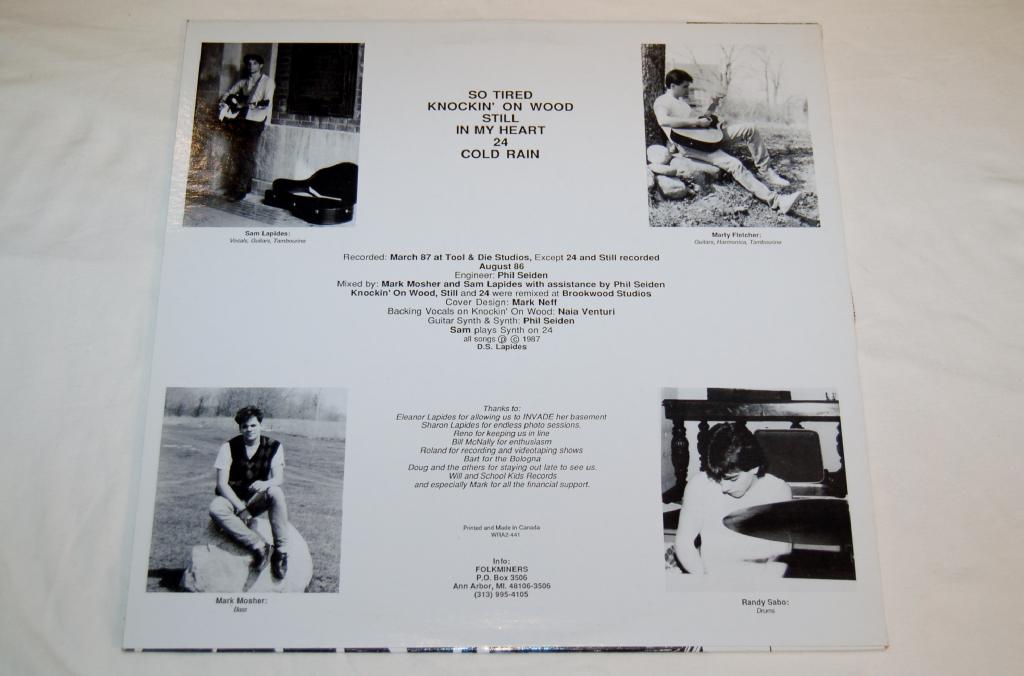 SO TIRED
KNOCKIN' ON WOOD
STILL
IN MY HEART
24
COLD RAIN
Sam Lapides:
Vocals, Guitars, Tambourine
Marty Fletcher:
Guitars, Harmonica, Tambourine
Recorded: March 87 at Tool & Die Studios, Except 24 and Still recorded
August 86
Engineer: Phil Seiden
Mixed by: Mark Mosher and Sam Lapides with assistance by Phil Seiden
Knockin' On Wood, Still and 24 were remixed at Brookwood Studios
Cover Design: Mark Neff
Backing Vocals on Knockin' On Wood: Naia Venturi
Guitar Synth & Synth: Phil Seiden
Sam plays Synth on 24
all songs ℗ © 1987
D.S. Lapides
Thanks to:
Eleanor Lapides for allowing us to INVADE her basement
Sharon Lapides for endless photo sessions.
Reno for keeping us in line
Bill McNally for enthusiasm
Roland for recording and videotaping shows
Bart for the Bologna
Doug and the others for staying out late to see us.
Will and School Kids Records
and especially Mark for all the financial support.
Printed and Made in Canada
WRA2-441
Info:
FOLKMINERS
P.O. Box 3506
Ann Arbor, MI. 48106-3506
(313) 995-4105
Mark Mosher:
Bass
Randy Sabo:
Drums